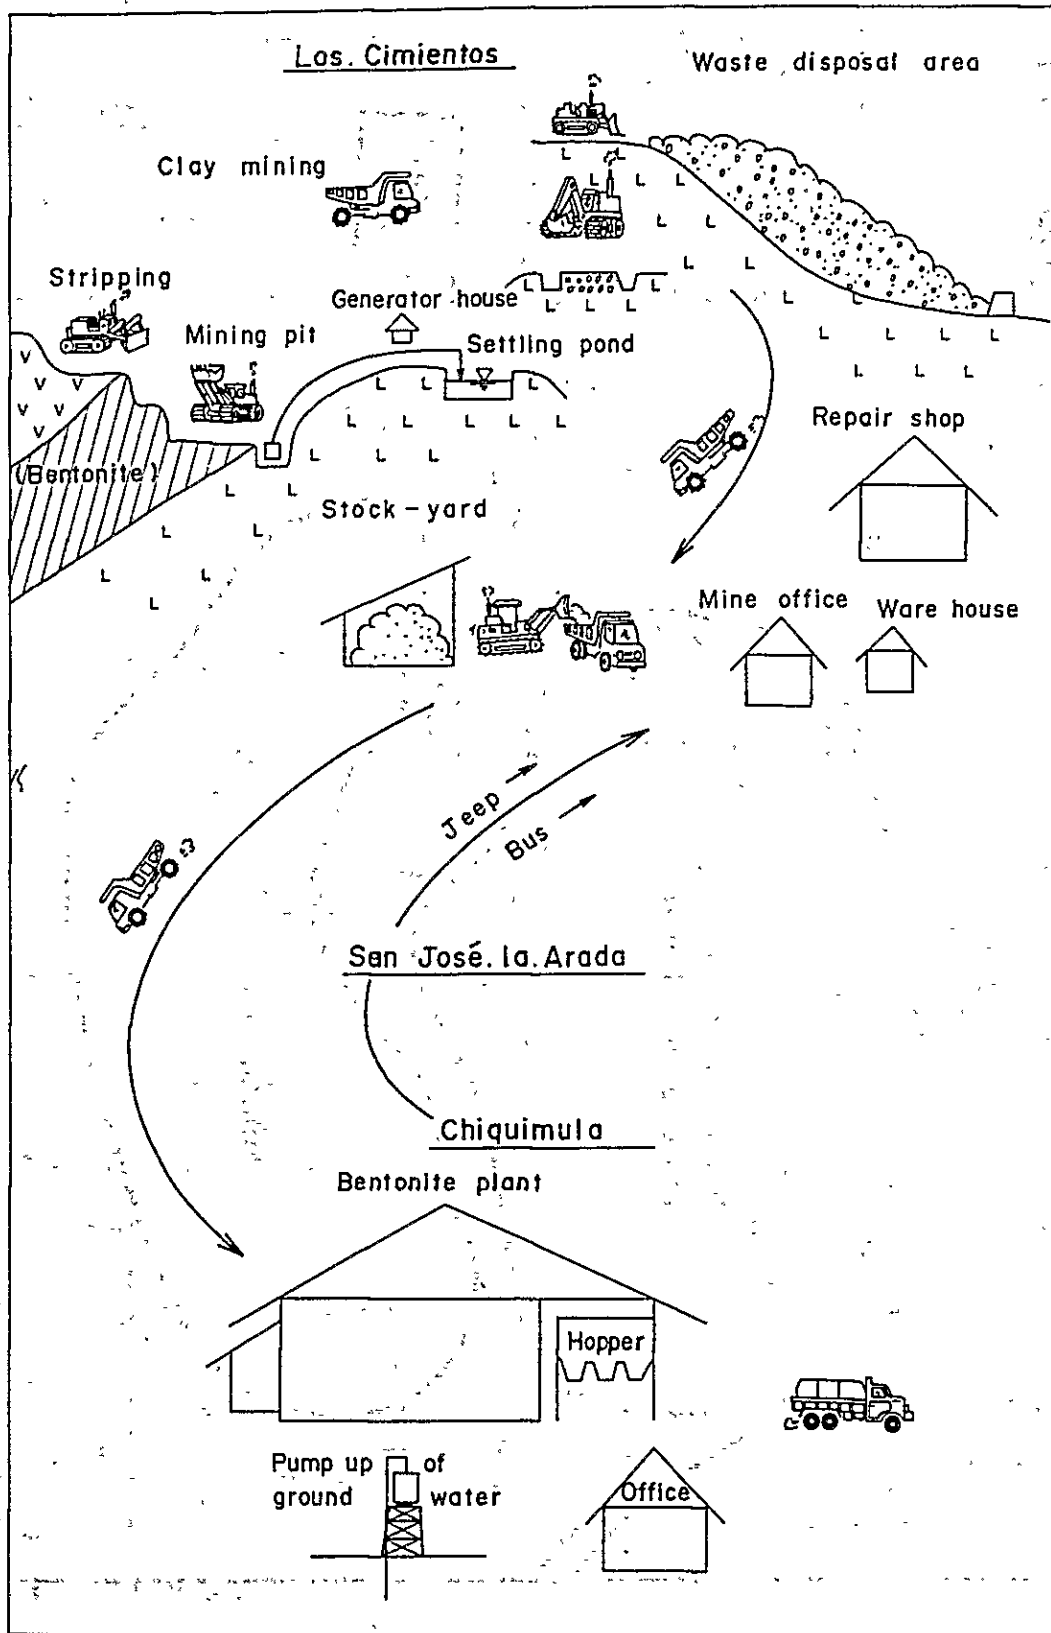 Los. Cimientos
Waste disposal area
Clay mining
Stripping
Generator house
Mining pit
Settling pond
Repair shop
(Bentonite)
Stock-yard
Mine office
Ware house
Jeep →
Bus →
San José. la. Arada
Chiquimula
Bentonite plant
Hopper
Pump up of
ground water
Office